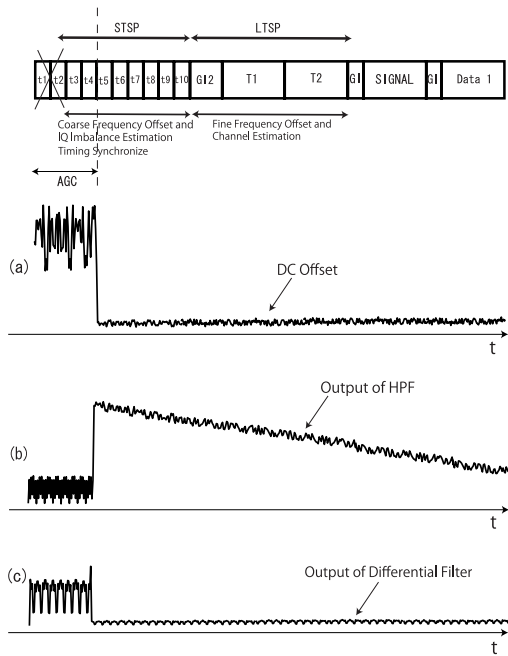 STSP LTSP
t1 t2 t3 t4 t5 t6 t7 t8 t9 t10 GI2 T1 T2 GI SIGNAL GI Data 1
Coarse Frequency Offset and
IQ Imbalance Estimation
Timing Synchronize
Fine Frequency Offset and
Channel Estimation
AGC
(a)
DC Offset
t
Output of HPF
(b)
t
(c)
Output of Differential Filter
t